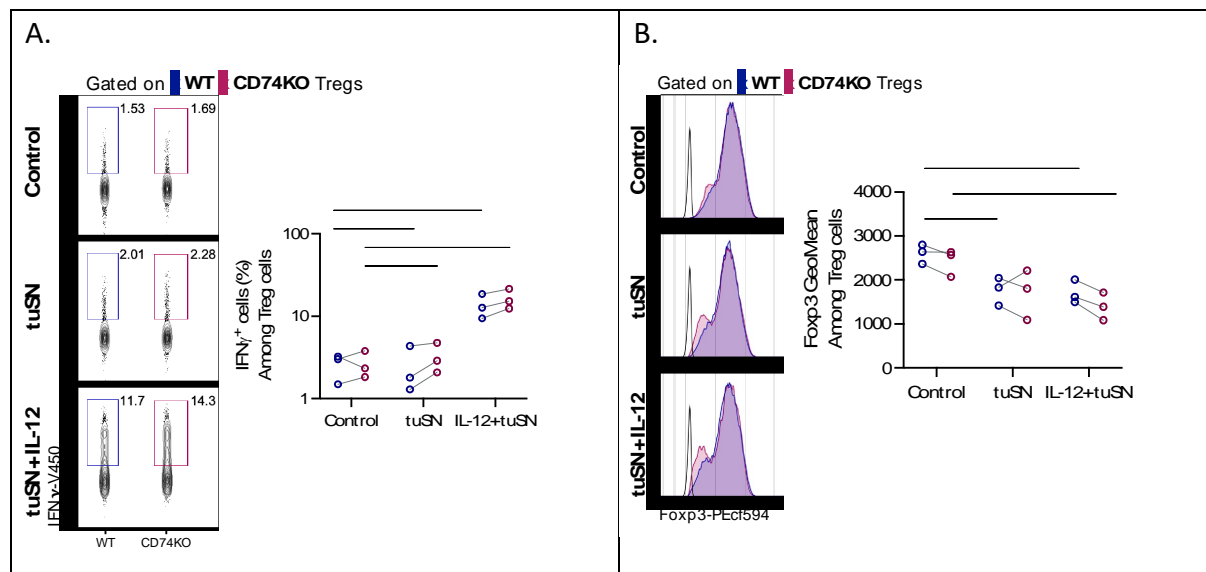 A.
Gated on WT CD74KO Tregs
Control
1.53
1.69
tuSN
2.01
2.28
tuSN+IL-12
11.7
14.3
IFNγ-V450
WT
CD74KO
IFNγ+ cells (%)
Among Treg cells
100
10
1
Control
tuSN
IL-12+tuSN
B.
Gated on WT CD74KO Tregs
Control
tuSN
tuSN+IL-12
Foxp3-PEcf594
Foxp3 GeoMean
Among Treg cells
4000
3000
2000
1000
0
Control
tuSN
IL-12+tuSN